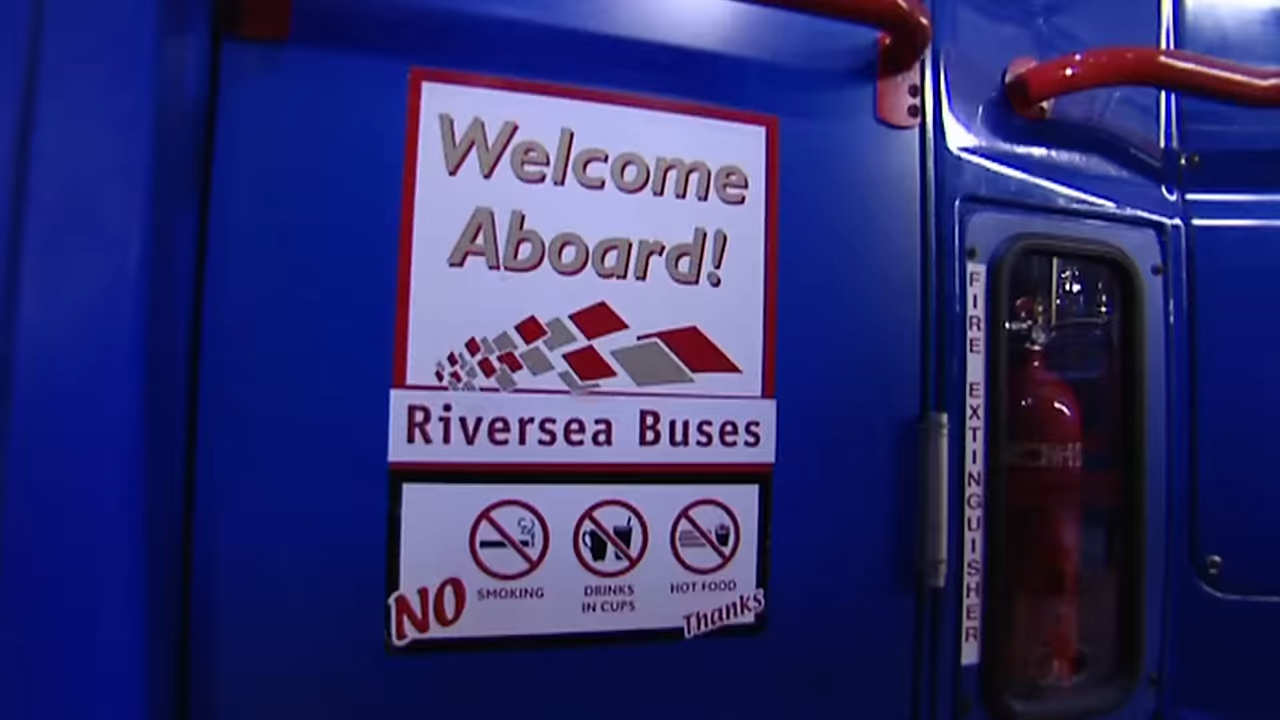 Welcome
Aboard!
Riversea Buses
NO
SMOKING
DRINKS
IN CUPS
HOT FOOD
Thanks
FIRE EXTINGUISHER